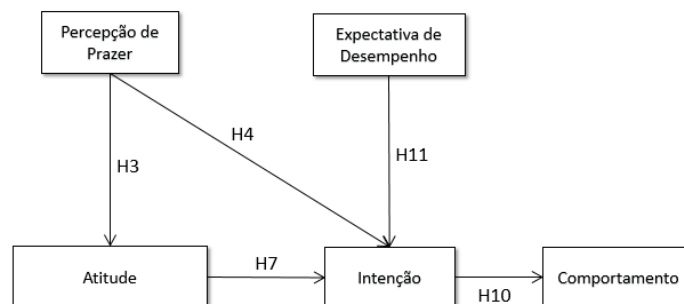 Percepção de
Prazer
Expectativa de
Desempenho
H4
H3
H11
Atitude
H7
Intenção
H10
Comportamento